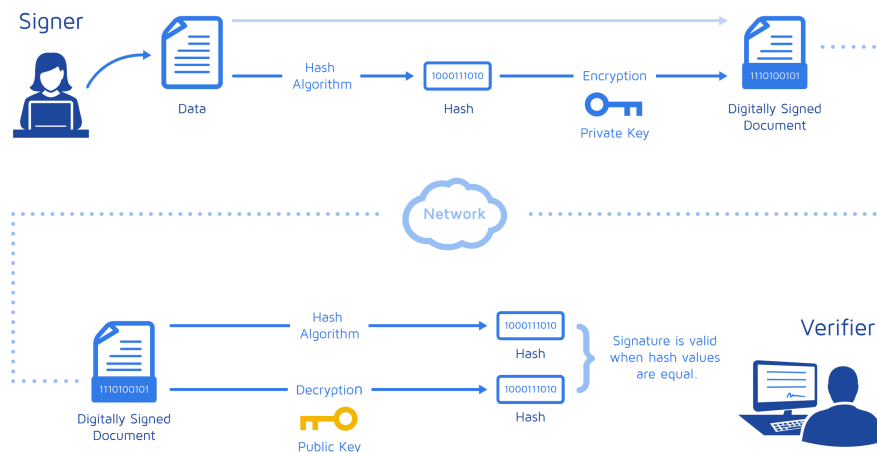 Signer
Hash
Algorithm
1000111010
Encryption
1110100101
Data
Hash
Private Key
Digitally Signed
Document
Network
Hash
Algorithm
1000111010
Hash
Signature is valid
when hash values
are equal.
Verifier
1110100101
Decryption
1000111010
Hash
Digitally Signed
Document
Public Key